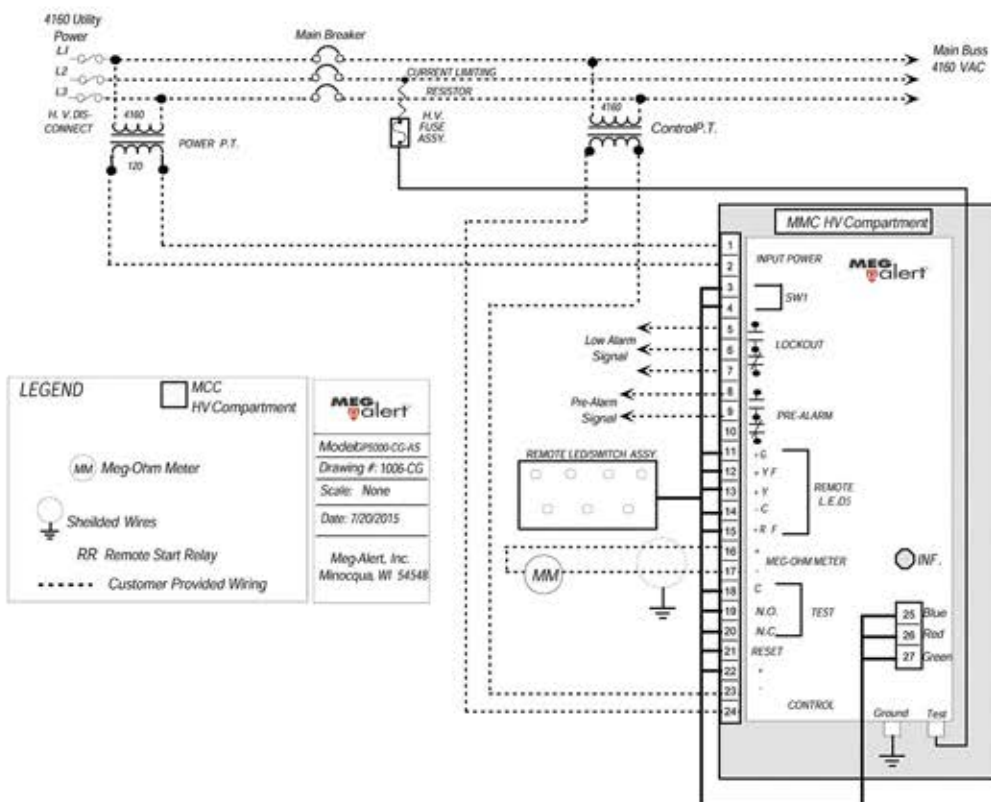 4160 Utility
Power
L1
L2
L3
H. V. DIS-
CONNECT
4160
120
POWER P.T.
Main Breaker
CURRENT LIMITING
RESISTOR
H.V.
FUSE
ASSY.
4160
ControlP.T.
Main Buss
4160 VAC
MMC HV Compartment
MEG
alert
1
2
3
4
5
6
7
8
9
10
11
12
13
14
15
16
17
18
19
20
21
22
23
24
INPUT POWER
SW1
LOCKOUT
PRE-ALARM
+G
+Y F
+Y
- C
+R F
REMOTE
L.E.DS
+
MEG-OHM METER
-
C
N.O.
N.C.
TEST
RESET
+
-
CONTROL
INF.
25 Blue
26 Red
27 Green
Ground
Test
Low Alarm
Signal
Pre-Alarm
Signal
REMOTE LED/SWITCH ASSY.
MM
LEGEND
MCC
HV Compartment
MM Meg-Ohm Meter
Sheilded Wires
RR Remote Start Relay
Customer Provided Wiring
MEG
alert
Model:GP5000-CG-AS
Drawing #: 1006-CG
Scale: None
Date: 7/20/2015
Meg-Alert, Inc.
Minocqua, WI 54548